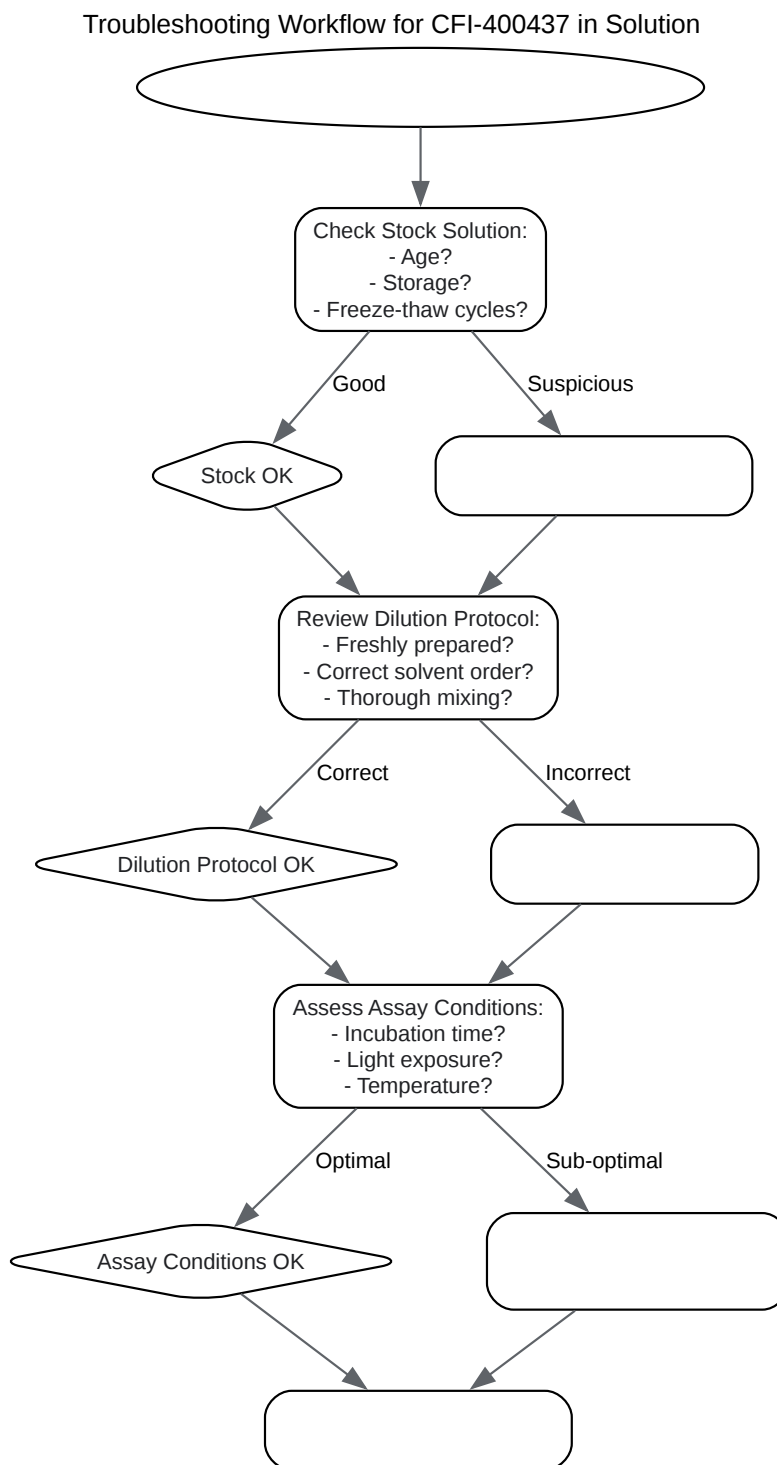 Troubleshooting Workflow for CFI-400437 in Solution
Check Stock Solution:
- Age?
- Storage?
- Freeze-thaw cycles?
Good
Suspicious
Stock OK
Review Dilution Protocol:
- Freshly prepared?
- Correct solvent order?
- Thorough mixing?
Correct
Incorrect
Dilution Protocol OK
Assess Assay Conditions:
- Incubation time?
- Light exposure?
- Temperature?
Optimal
Sub-optimal
Assay Conditions OK